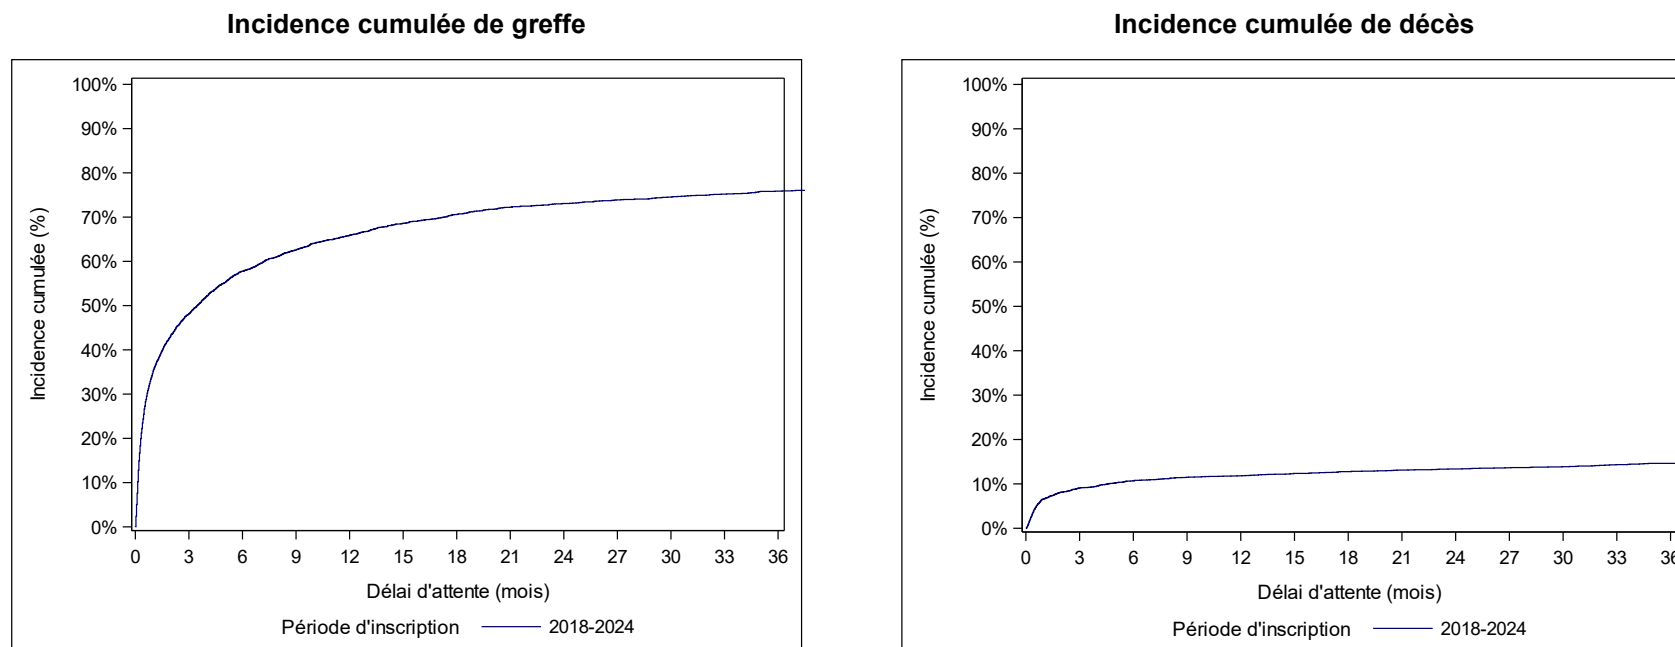 Incidence cumulée de greffe
100%
90%
80%
70%
60%
50%
40%
30%
20%
10%
0%
Incidence cumulée (%)
0 3 6 9 12 15 18 21 24 27 30 33 36
Délai d'attente (mois)
Période d'inscription 2018-2024
Incidence cumulée de décès
100%
90%
80%
70%
60%
50%
40%
30%
20%
10%
0%
Incidence cumulée (%)
0 3 6 9 12 15 18 21 24 27 30 33 36
Délai d'attente (mois)
Période d'inscription 2018-2024